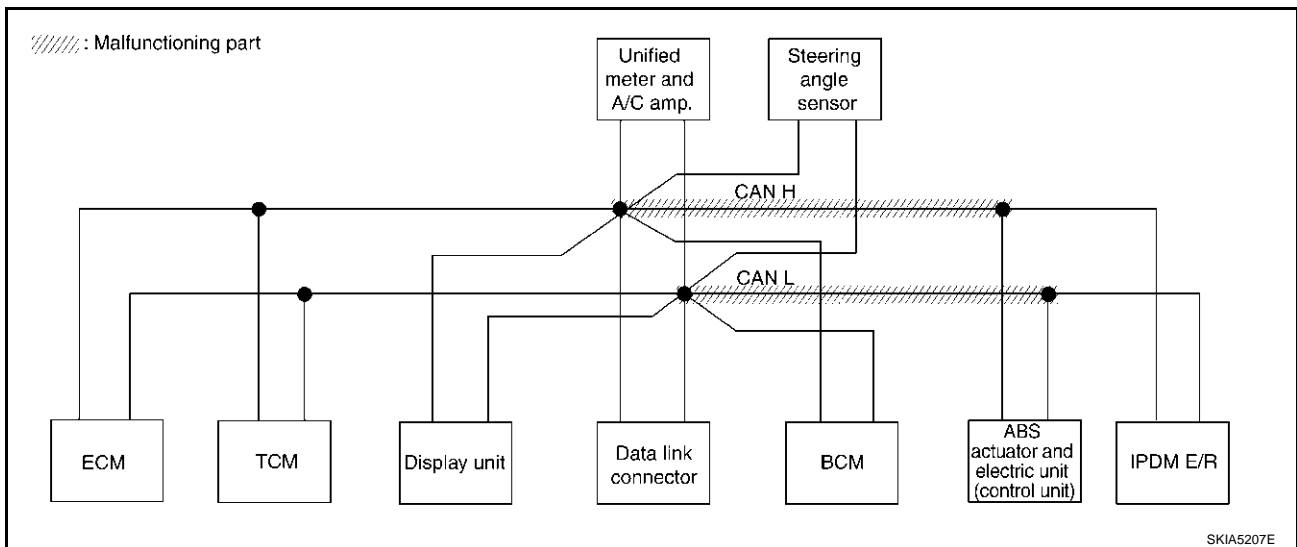 : Malfunctioning part
Unified
meter and
A/C amp.
Steering
angle
sensor
CAN H
CAN L
ECM
TCM
Display unit
Data link
connector
BCM
ABS
actuator and
electric unit
(control unit)
IPDM E/R
SKIA5207E